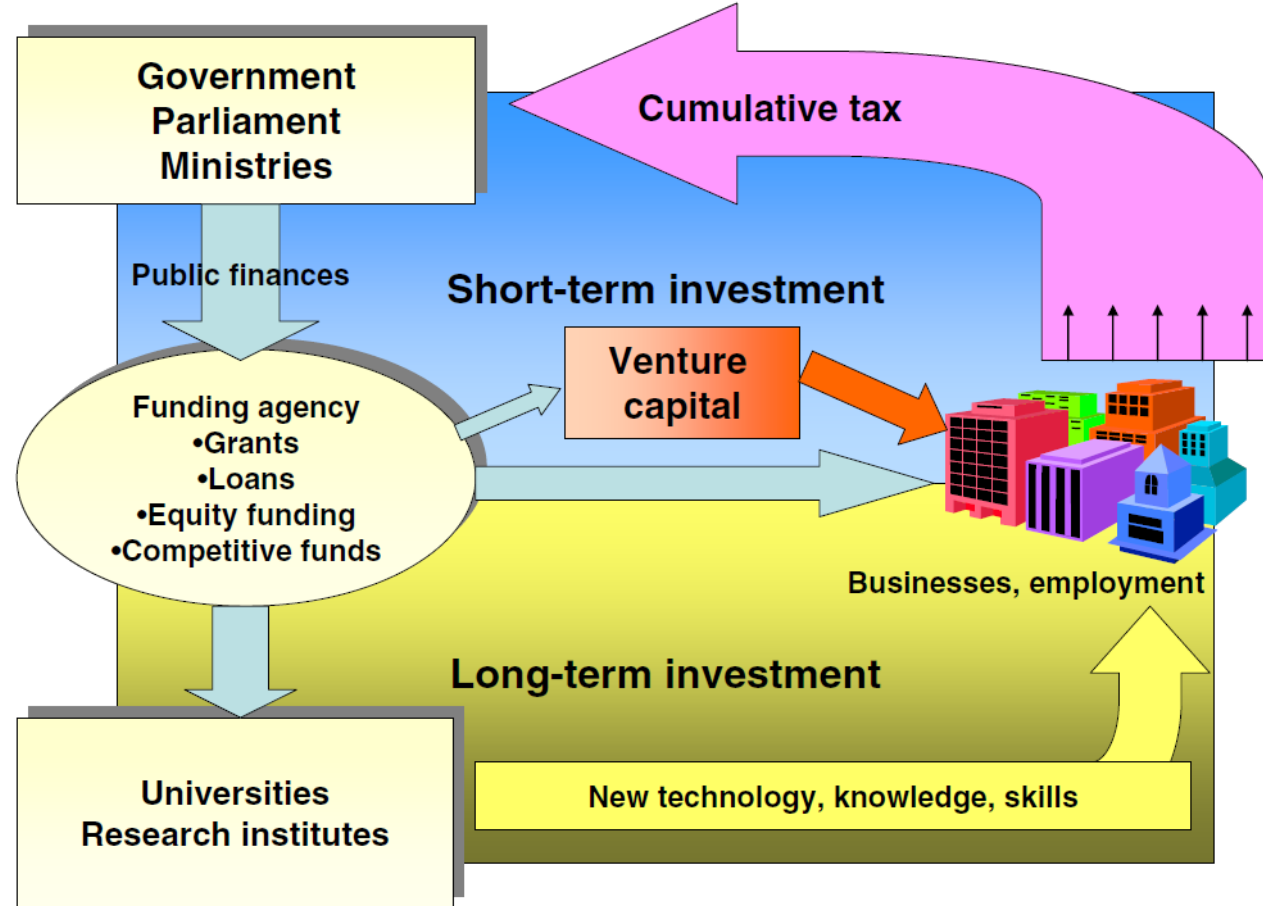 Government
Parliament
Ministries
Cumulative tax
Public finances
Short-term investment
Venture
capital
Funding agency
•Grants
•Loans
•Equity funding
•Competitive funds
Businesses, employment
Long-term investment
Universities
Research institutes
New technology, knowledge, skills